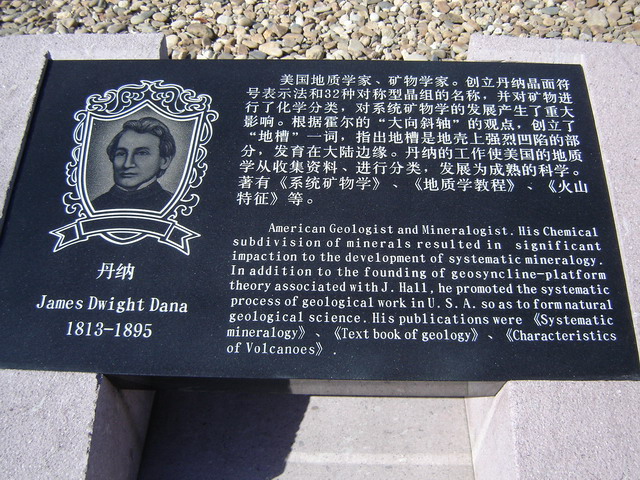 丹纳
James Dwight Dana
1813-1895
美国地质学家、矿物学家。创立丹纳晶面符
号表示法和32种对称型晶组的名称，并对矿物进
行了化学分类，对系统矿物学的发展产生了重大
影响。根据霍尔的“大向斜轴”的观点，创立了
“地槽”一词，指出地槽是地壳上强烈凹陷的部
分，发育在大陆边缘。丹纳的工作使美国的地质
学从收集资料、进行分类，发展为成熟的科学。
著有《系统矿物学》、《地质学教程》、《火山
特征》等。
American Geologist and Mineralogist. His Chemical
subdivision of minerals resulted in significant
impaction to the development of systematic mineralogy.
In addition to the founding of geosyncline-platform
theory associated with J. Hall, he promoted the systematic
process of geological work in U. S. A. so as to form natural
geological science. His publications were 《Systematic
mineralogy》、《Text book of geology》、《Characteristics
of Volcanoes》.